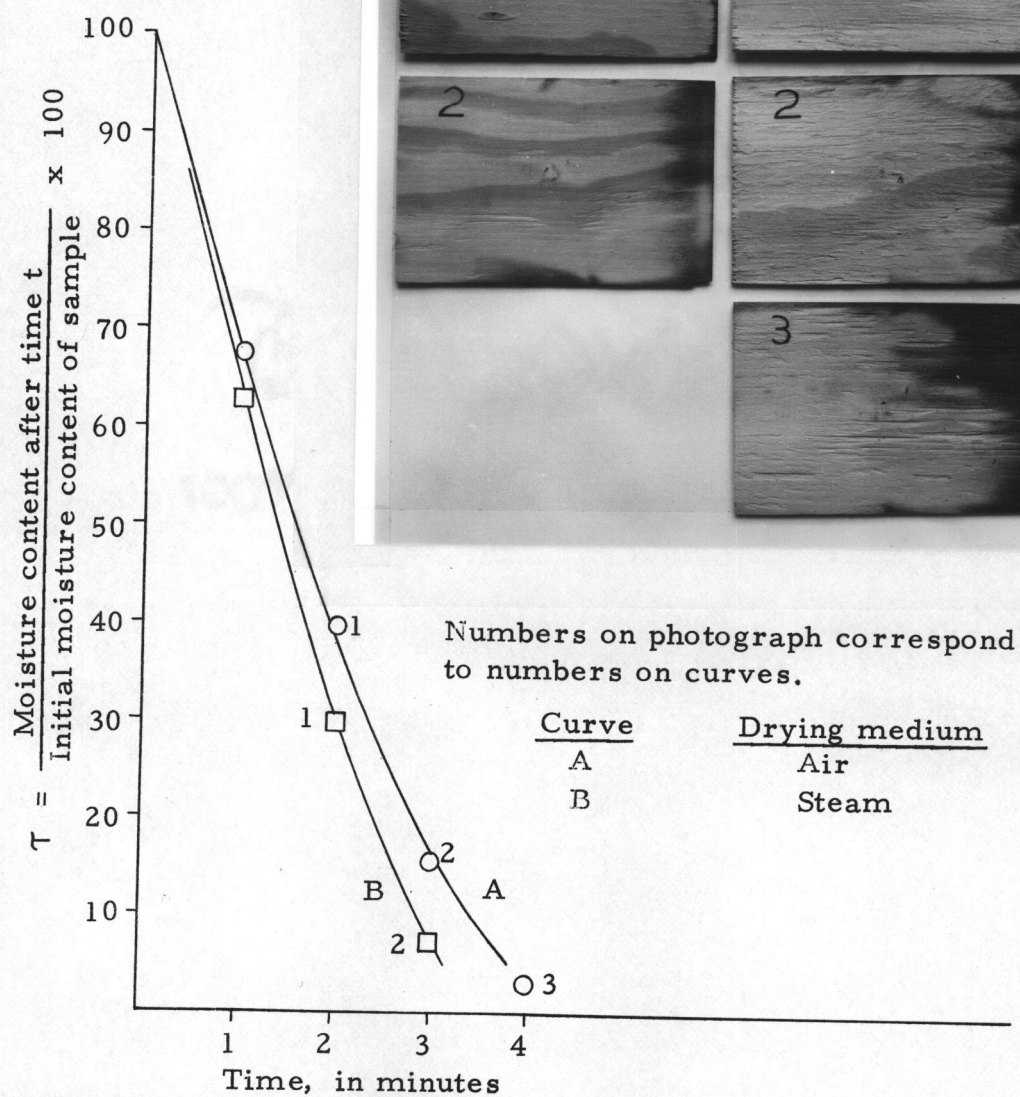 2
2
3
100
90
80
70
60
50
40
30
20
10
τ = Moisture content after time t
Initial moisture content of sample
x 100
1
2
3
1
2
A
B
Numbers on photograph correspond
to numbers on curves.
Curve Drying medium
A Air
B Steam
1 2 3 4
Time, in minutes